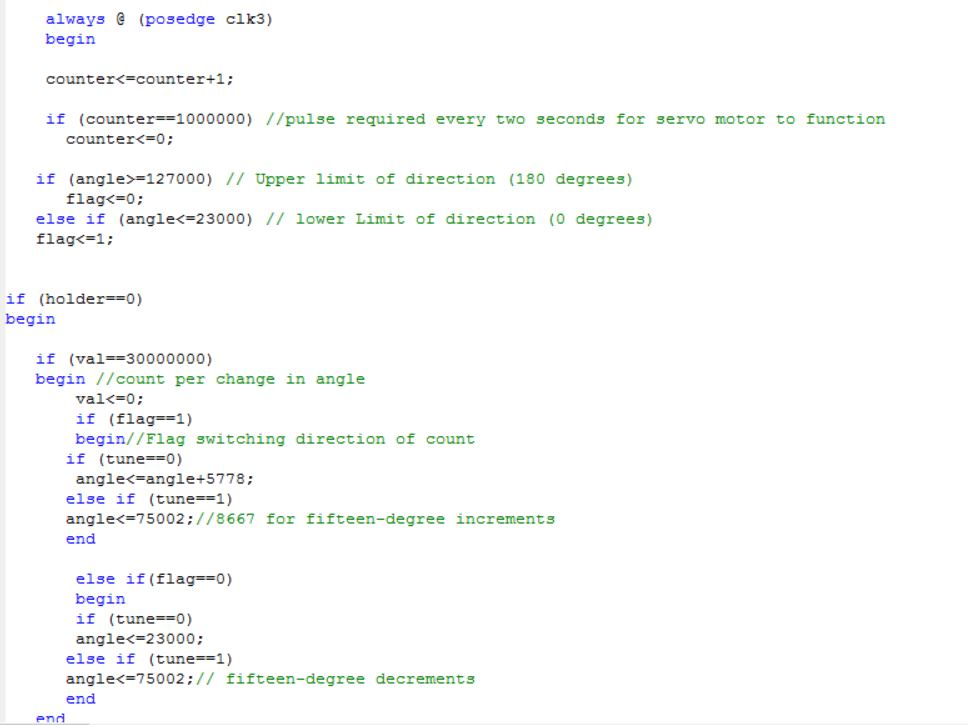 always @ (posedge clk3)
begin
counter<=counter+1;
if (counter==1000000) //pulse required every two seconds for servo motor to function
counter<=0;
if (angle>=127000) // Upper limit of direction (180 degrees)
flag<=0;
else if (angle<=23000) // lower Limit of direction (0 degrees)
flag<=1;
if (holder==0)
begin
if (val==30000000)
begin //count per change in angle
val<=0;
if (flag==1)
begin//Flag switching direction of count
if (tune==0)
angle<=angle+5778;
else if (tune==1)
angle<=75002;//8667 for fifteen-degree increments
end
else if(flag==0)
begin
if (tune==0)
angle<=23000;
else if (tune==1)
angle<=75002;// fifteen-degree decrements
end
end